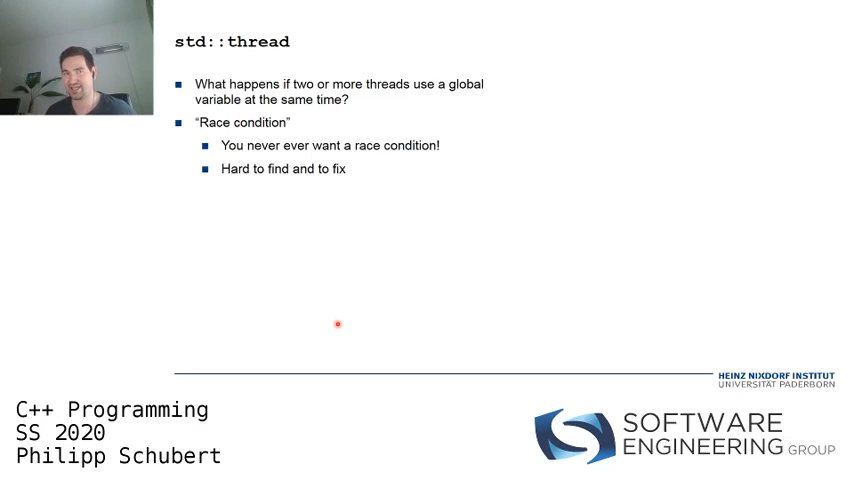 std::thread
What happens if two or more threads use a global
variable at the same time?
“Race condition”
You never ever want a race condition!
Hard to find and to fix
HEINZ NIXDORF INSTITUT
UNIVERSITÄT PADERBORN
C++ Programming
SS 2020
Philipp Schubert
SOFTWARE
ENGINEERING GROUP